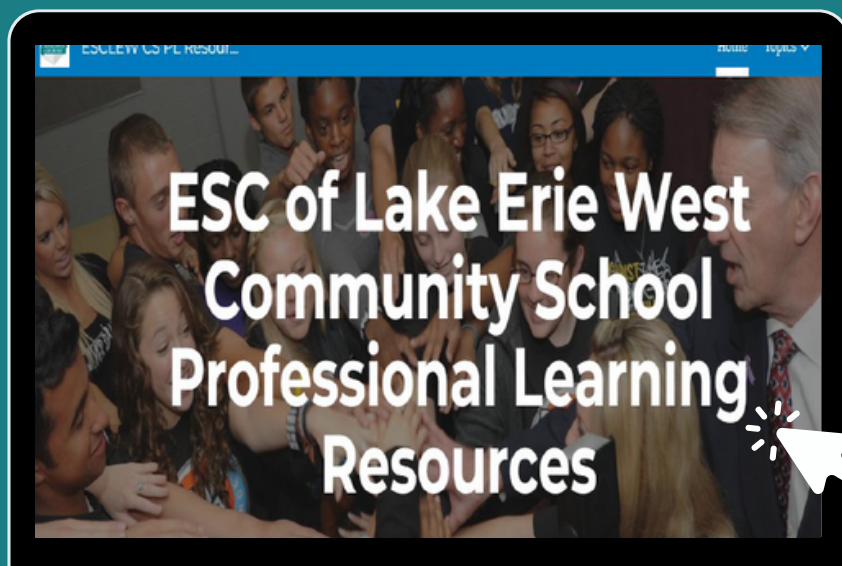 ESCLEW CS PL Resour...
Home Topics
ESC of Lake Erie West
Community School
Professional Learning
Resources